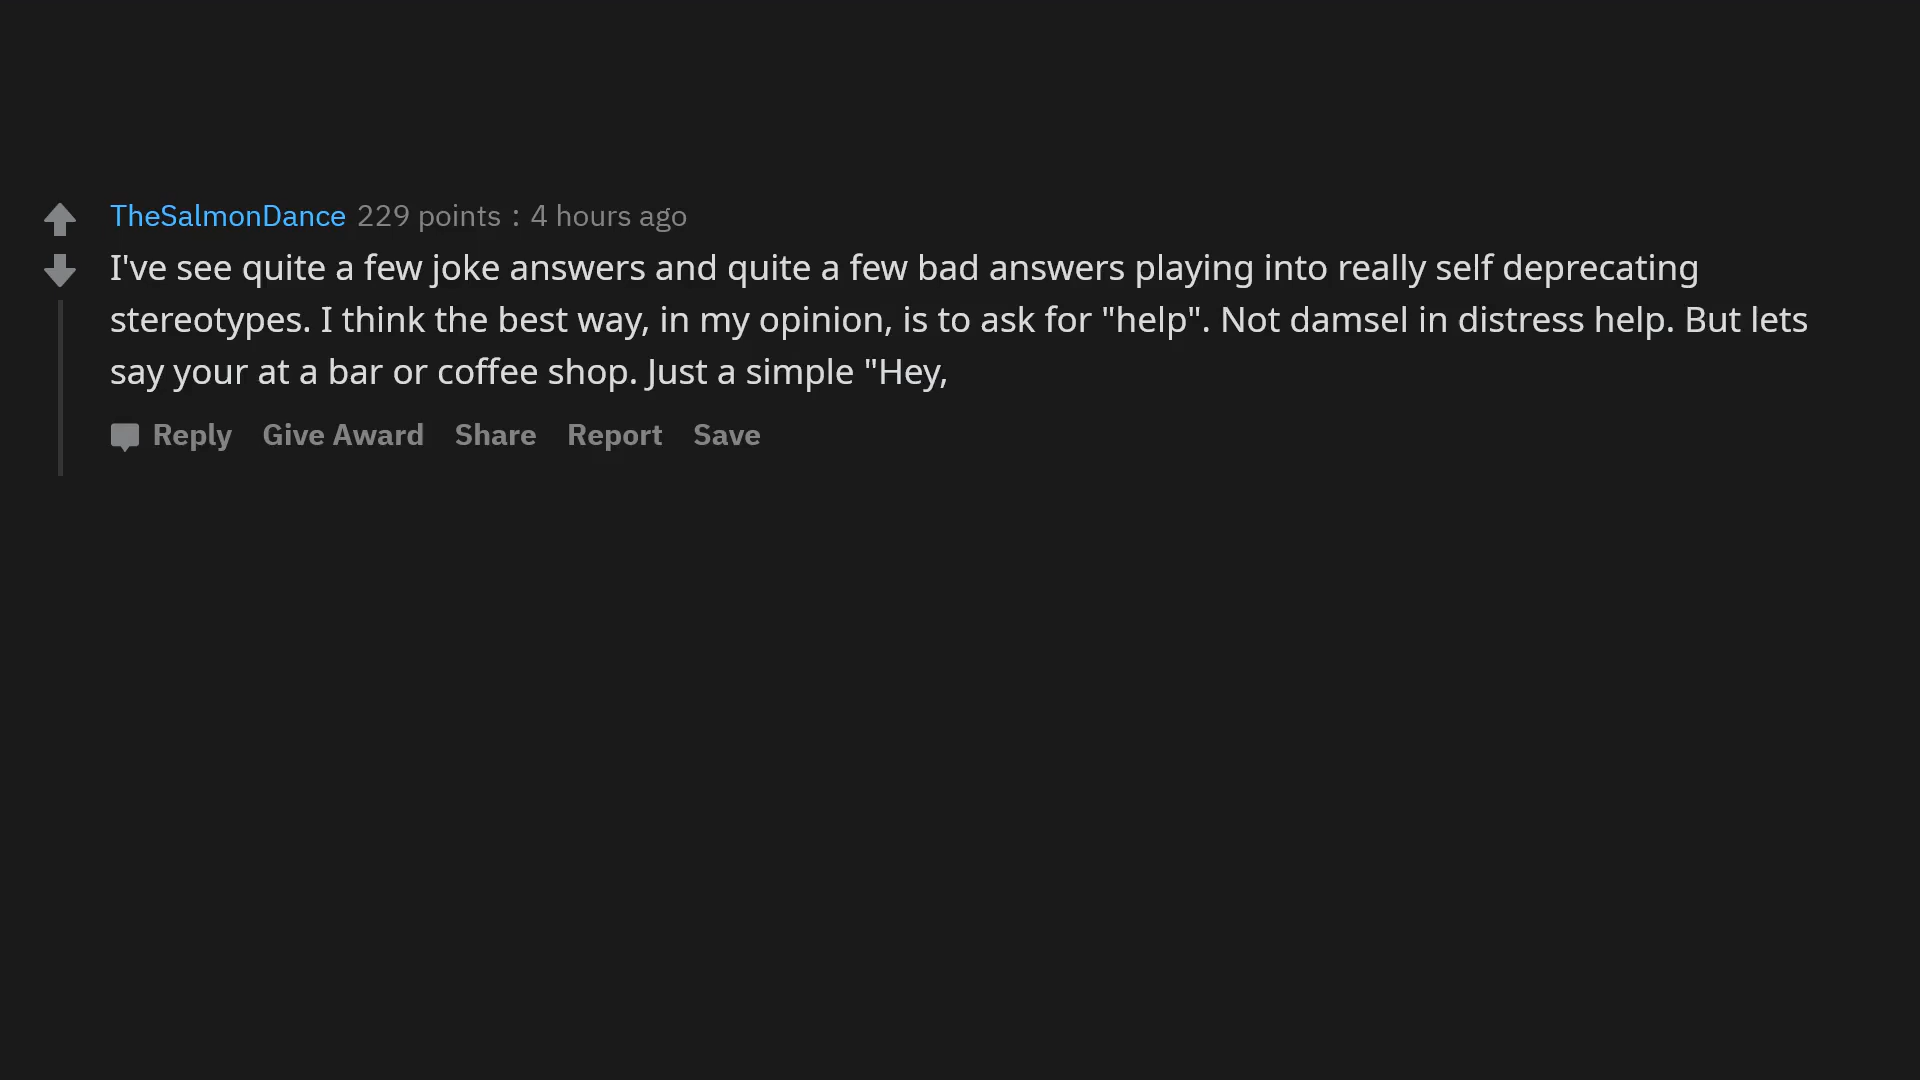 TheSalmonDance 229 points : 4 hours ago
I've see quite a few joke answers and quite a few bad answers playing into really self deprecating
stereotypes. I think the best way, in my opinion, is to ask for "help". Not damsel in distress help. But lets
say your at a bar or coffee shop. Just a simple "Hey,
Reply Give Award Share Report Save